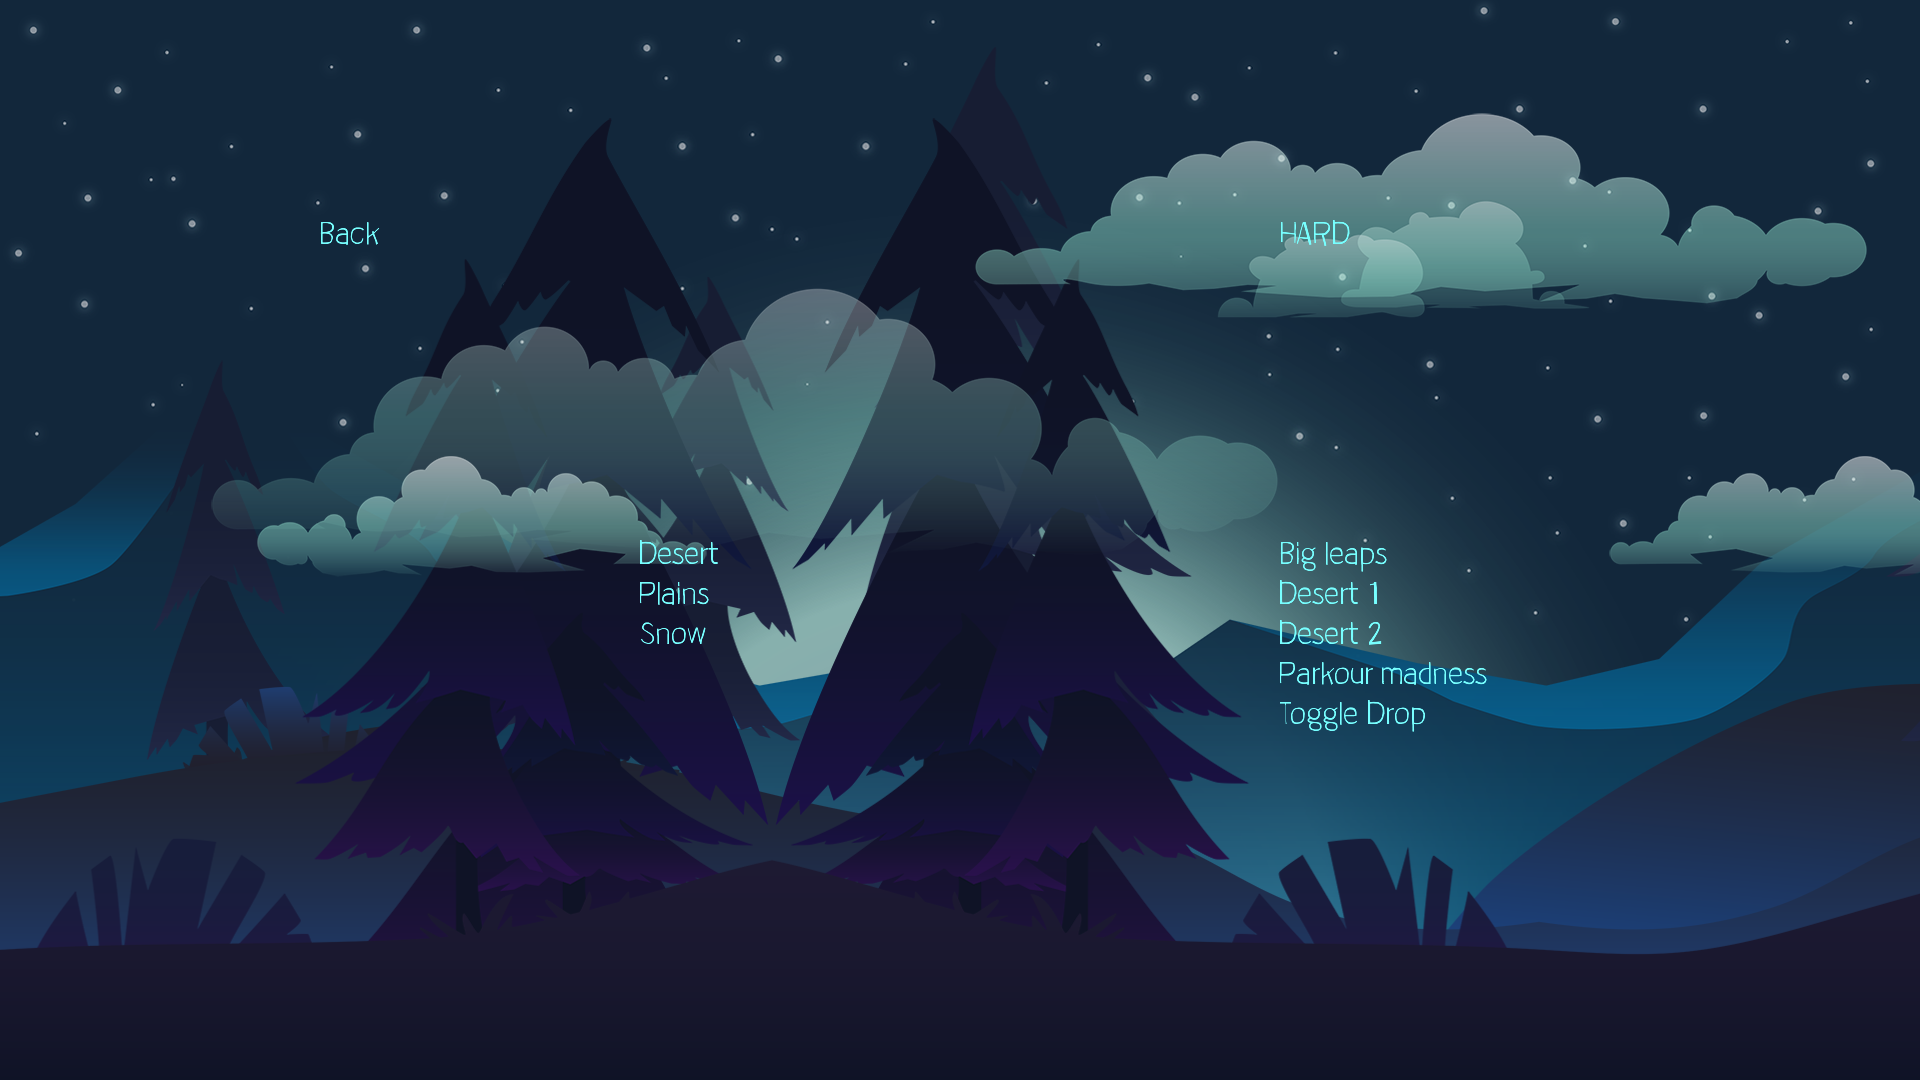 Back
HARD
Desert
Plains
Snow
Big leaps
Desert 1
Desert 2
Parkour madness
Toggle Drop